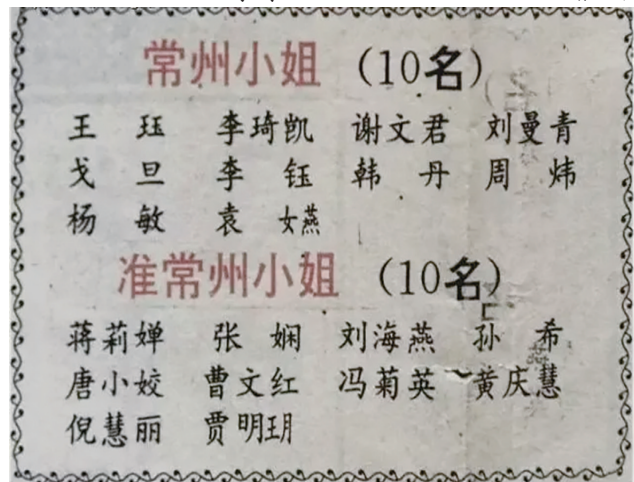 常州小姐（10名）
王珏 李琦凯 谢文君 刘曼青
戈旦 李钰 韩丹 周炜
杨敏 袁嬿
准常州小姐（10名）
蒋莉婵 张娴 刘海燕 孙希
唐小姣 曹文红 冯菊英 黄庆慧
倪慧丽 贾明玥